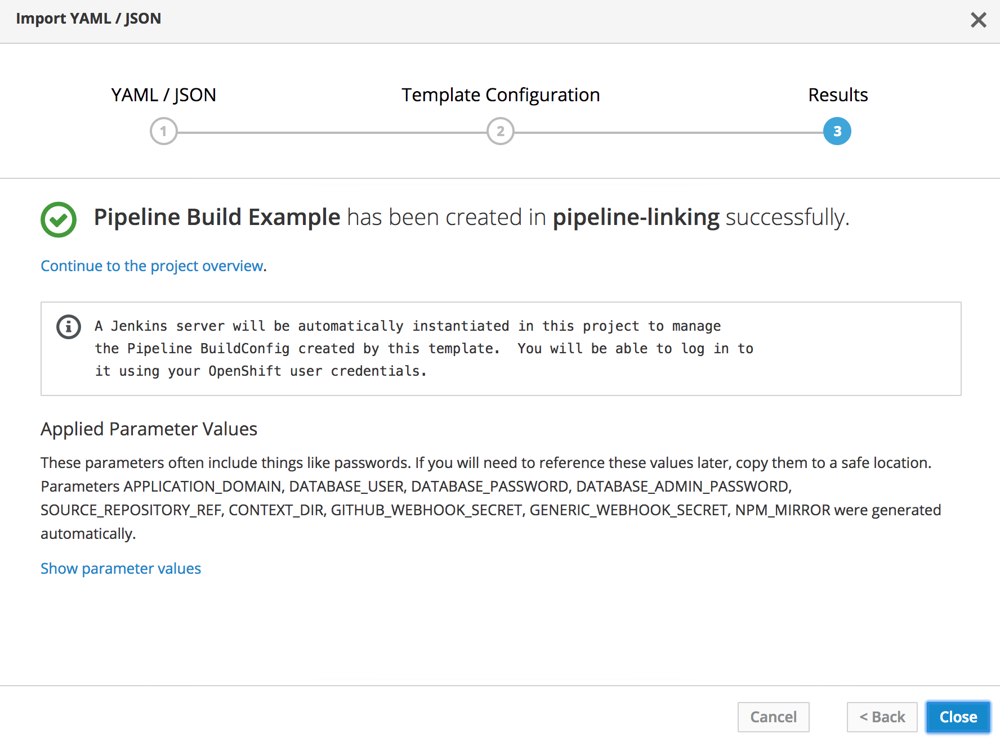 Import YAML / JSON
YAML / JSON
Template Configuration
Results
1
2
3
Pipeline Build Example has been created in pipeline-linking successfully.
Continue to the project overview.
A Jenkins server will be automatically instantiated in this project to manage
the Pipeline BuildConfig created by this template.  You will be able to log in to
it using your OpenShift user credentials.
Applied Parameter Values
These parameters often include things like passwords. If you will need to reference these values later, copy them to a safe location.
Parameters APPLICATION_DOMAIN, DATABASE_USER, DATABASE_PASSWORD, DATABASE_ADMIN_PASSWORD,
SOURCE_REPOSITORY_REF, CONTEXT_DIR, GITHUB_WEBHOOK_SECRET, GENERIC_WEBHOOK_SECRET, NPM_MIRROR were generated
automatically.
Show parameter values
Cancel
< Back
Close